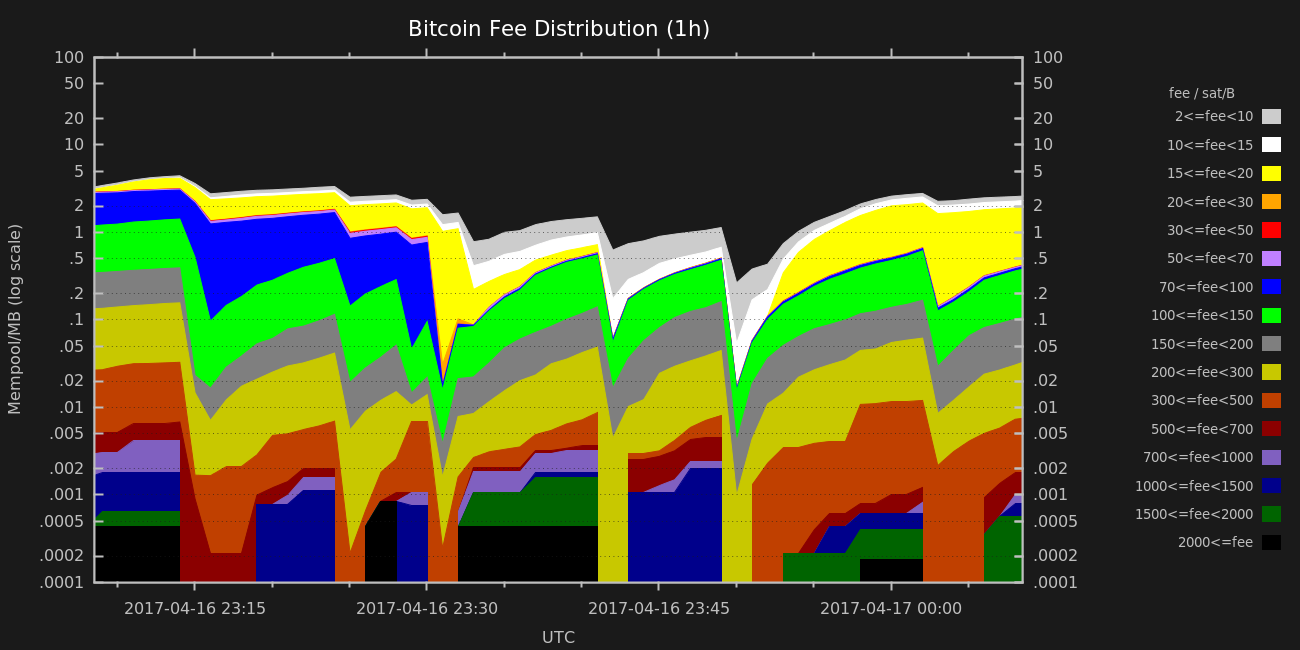 Bitcoin Fee Distribution (1h)
Mempool/MB (log scale)
100
50
20
10
5
2
1
.5
.2
.1
.05
.02
.01
.005
.002
.001
.0005
.0002
.0001
100
50
20
10
5
2
1
.5
.2
.1
.05
.02
.01
.005
.002
.001
.0005
.0002
.0001
2017-04-16 23:15
2017-04-16 23:30
2017-04-16 23:45
2017-04-17 00:00
UTC
fee / sat/B
2<=fee<10
10<=fee<15
15<=fee<20
20<=fee<30
30<=fee<50
50<=fee<70
70<=fee<100
100<=fee<150
150<=fee<200
200<=fee<300
300<=fee<500
500<=fee<700
700<=fee<1000
1000<=fee<1500
1500<=fee<2000
2000<=fee